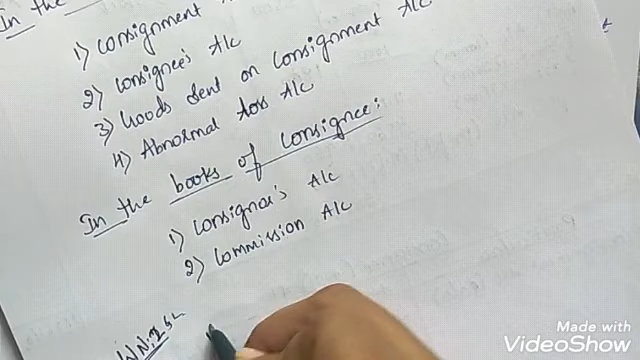 In the
1) Consignment
2) Consignee's A/c
3) Goods sent on Consignment A/c
4) Abnormal loss A/c
In the books of Consignee:
1) Consignor's A/c
2) Commission A/c
Made with
VideoShow